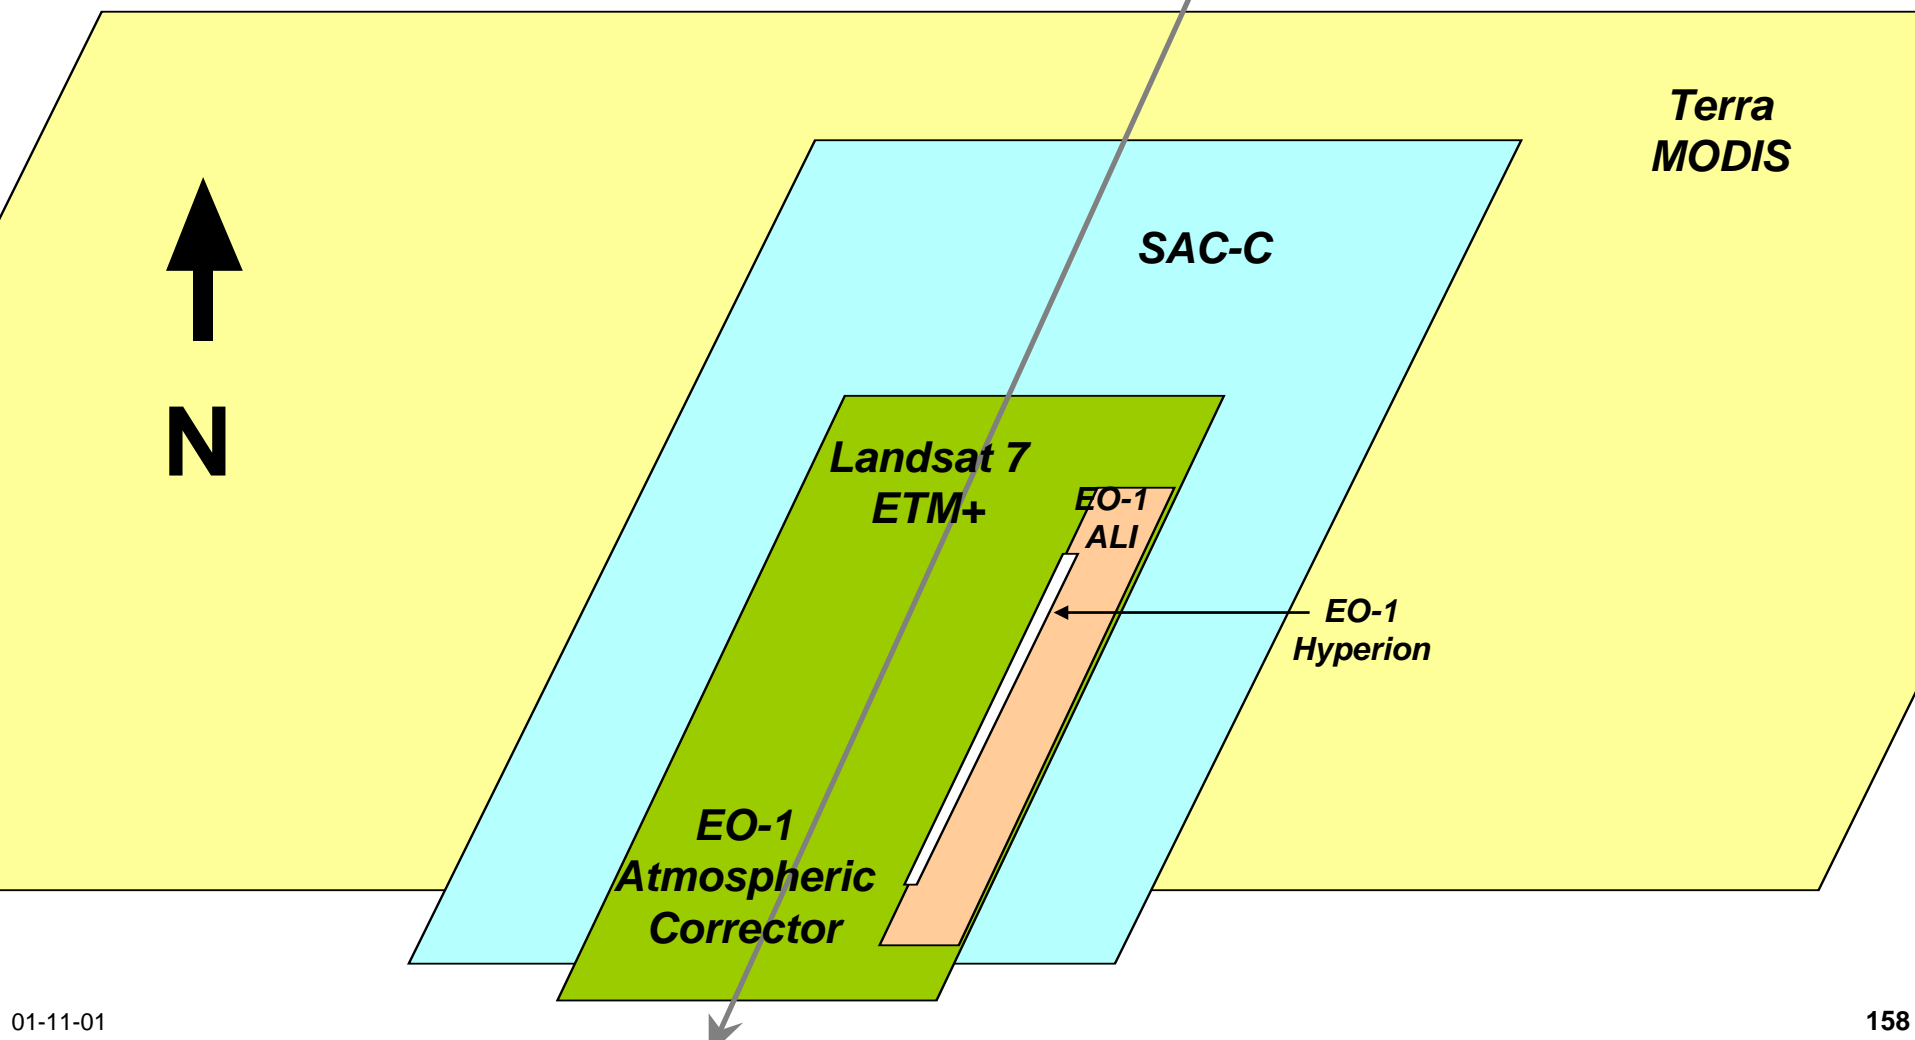 Terra
MODIS
SAC-C
N
Landsat 7
ETM+
EO-1
ALI
EO-1
Hyperion
EO-1
Atmospheric
Corrector
01-11-01
158